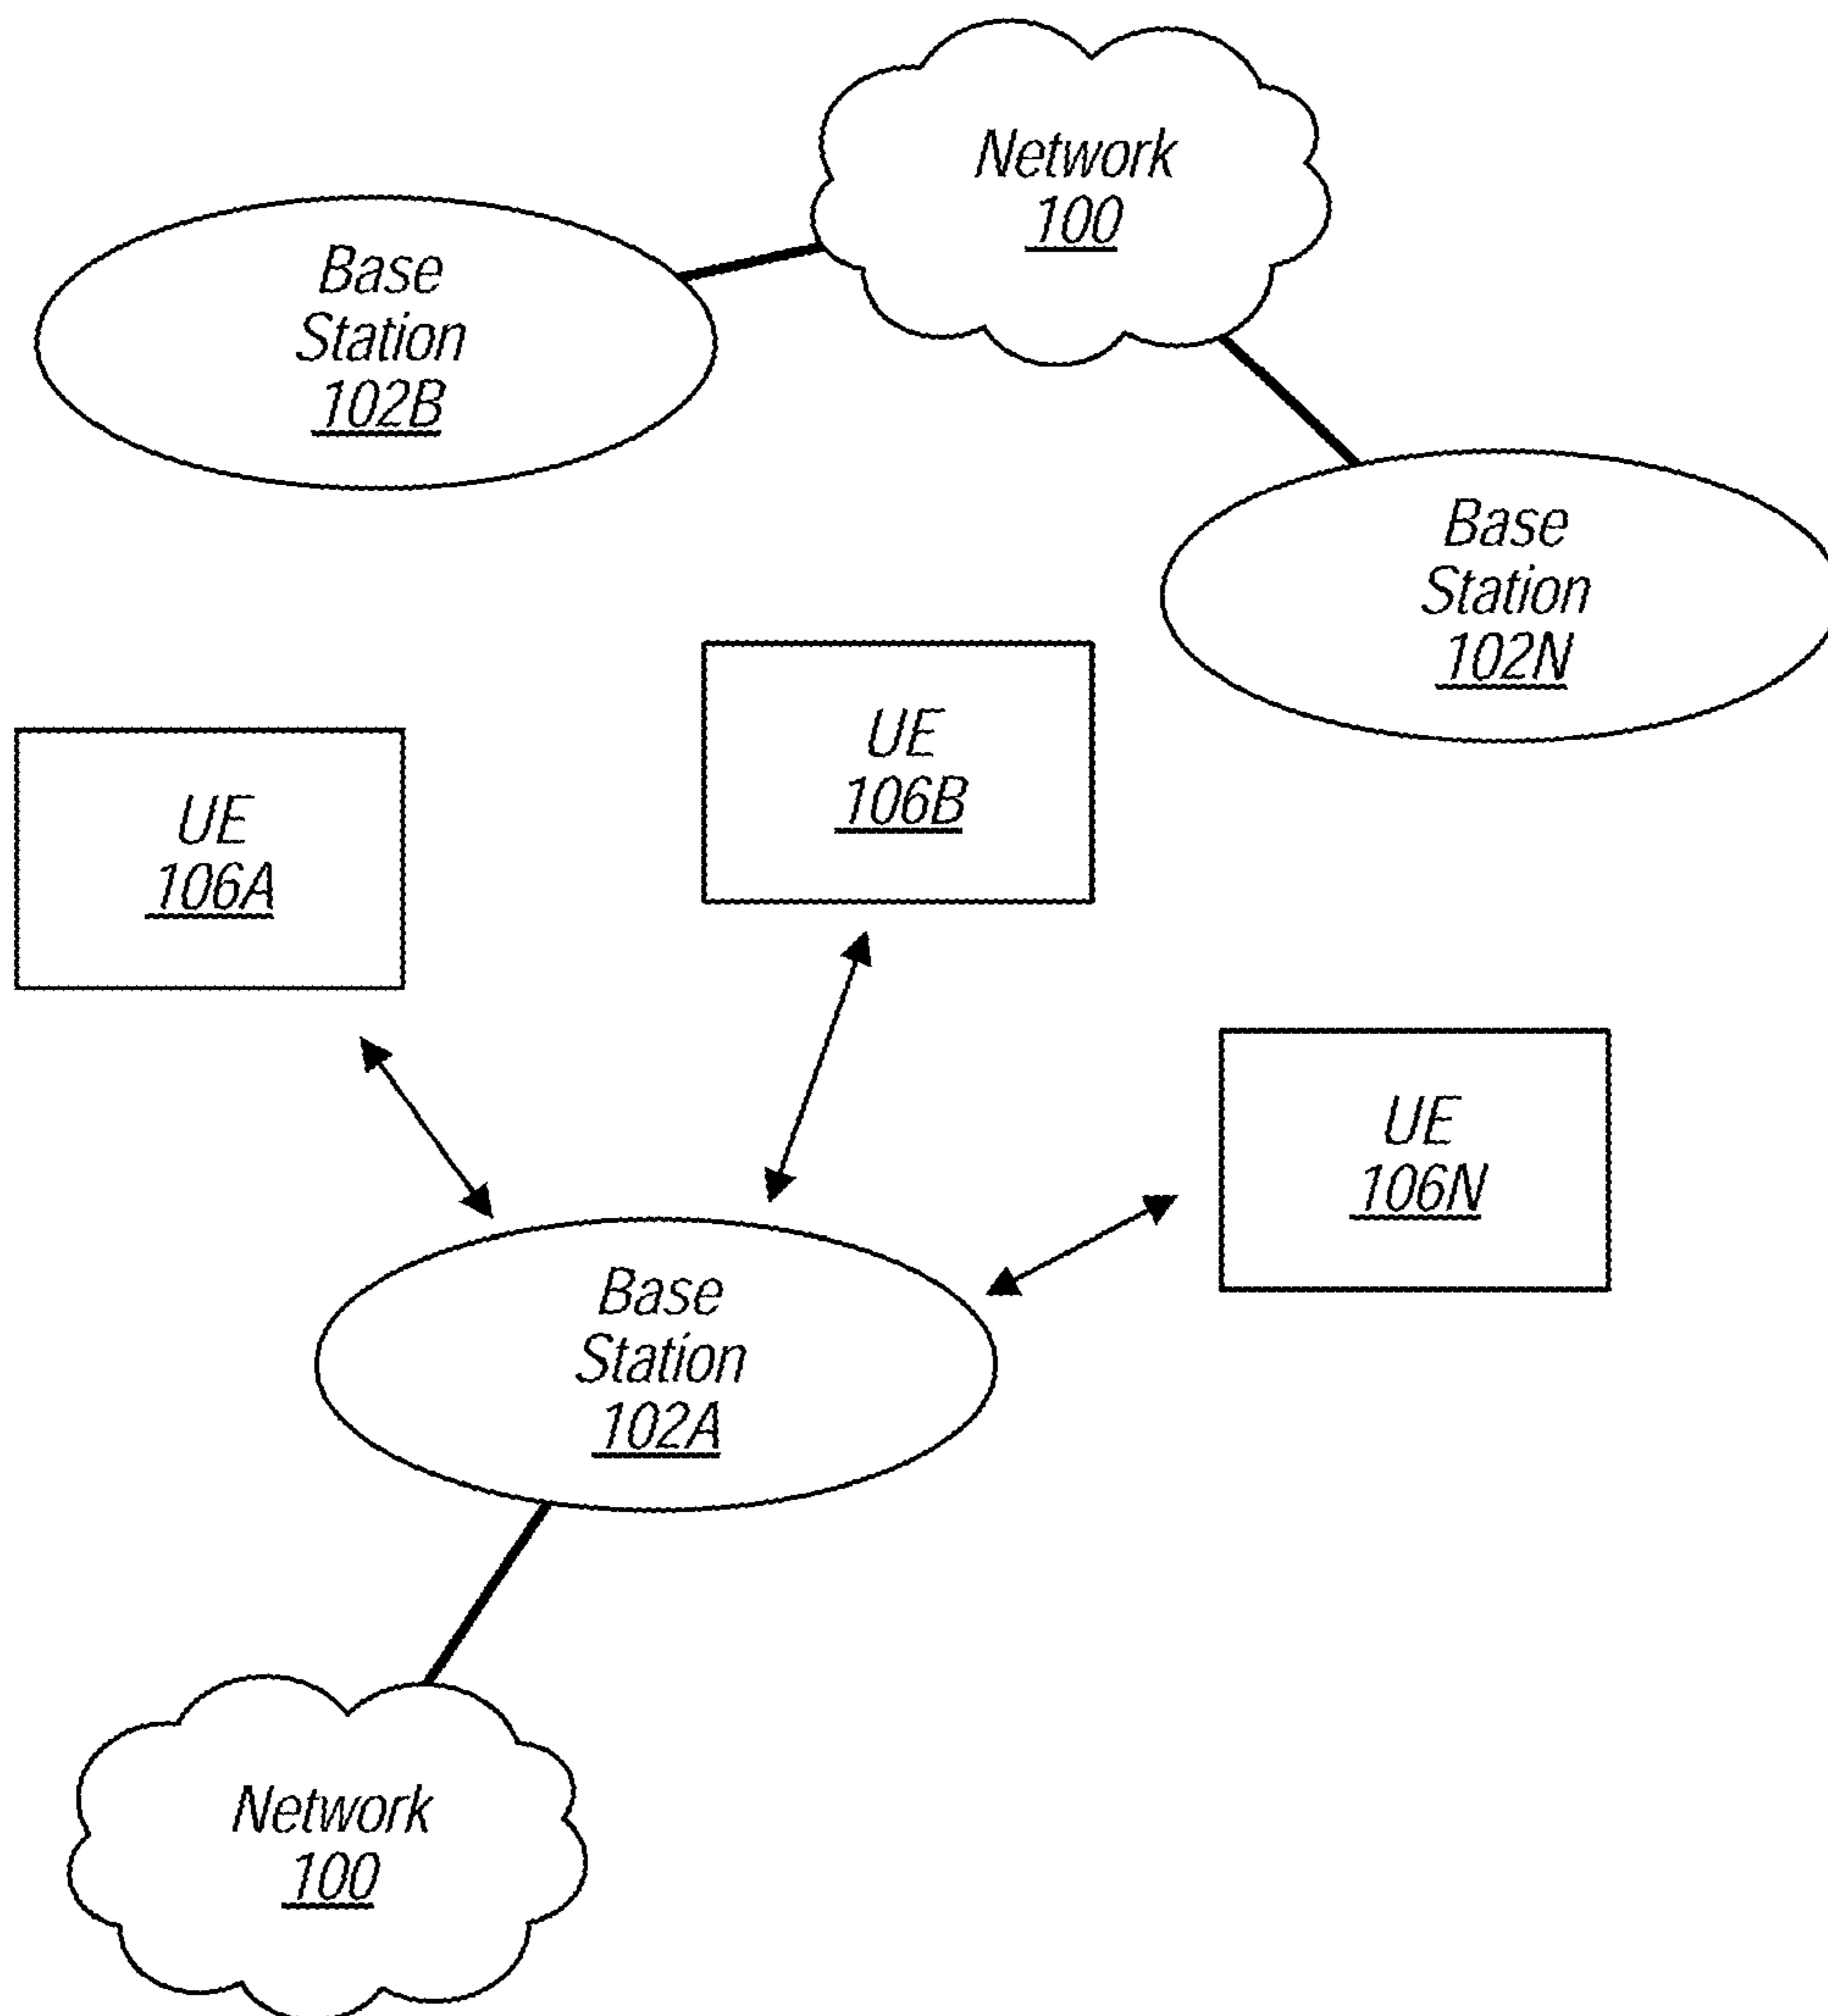 Network
100
Base
Station
102B
Base
Station
102N
UE
106B
UE
106A
UE
106N
Base
Station
102A
Network
100